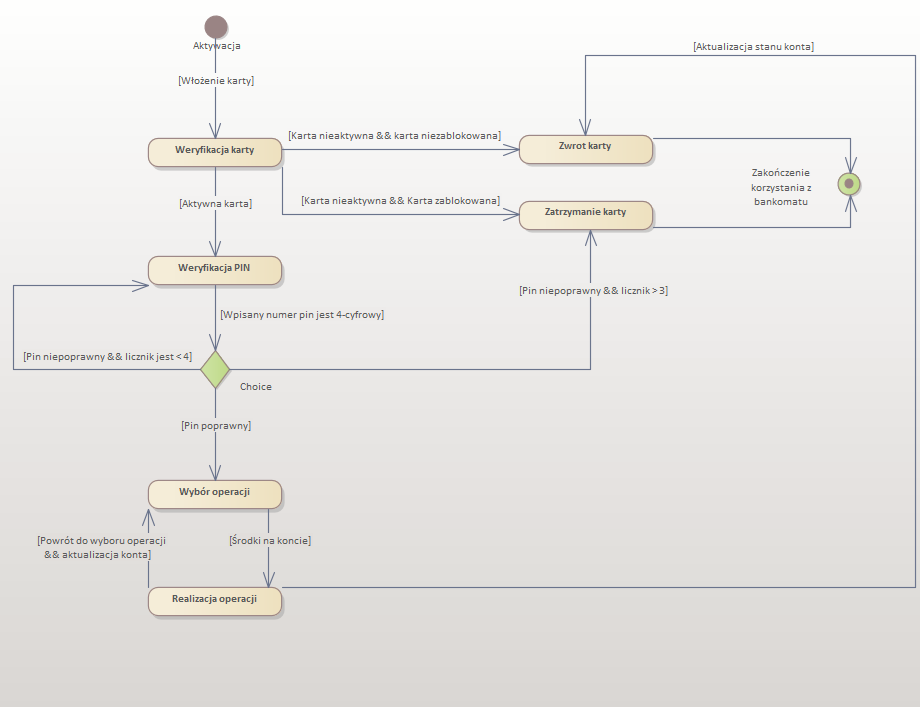 Aktywacja
[Aktualizacja stanu konta]
[Włożenie karty]
[Karta nieaktywna && karta niezablokowana]
Weryfikacja karty
Zwrot karty
Zakończenie
korzystania z
bankomatu
[Aktywna karta]
[Karta nieaktywna && Karta zablokowana]
Zatrzymanie karty
Weryfikacja PIN
[Pin niepoprawny && licznik > 3]
[Wpisany numer pin jest 4-cyfrowy]
[Pin niepoprawny && licznik jest < 4]
Choice
[Pin poprawny]
Wybór operacji
[Powrót do wyboru operacji
&& aktualizacja konta]
[Środki na koncie]
Realizacja operacji